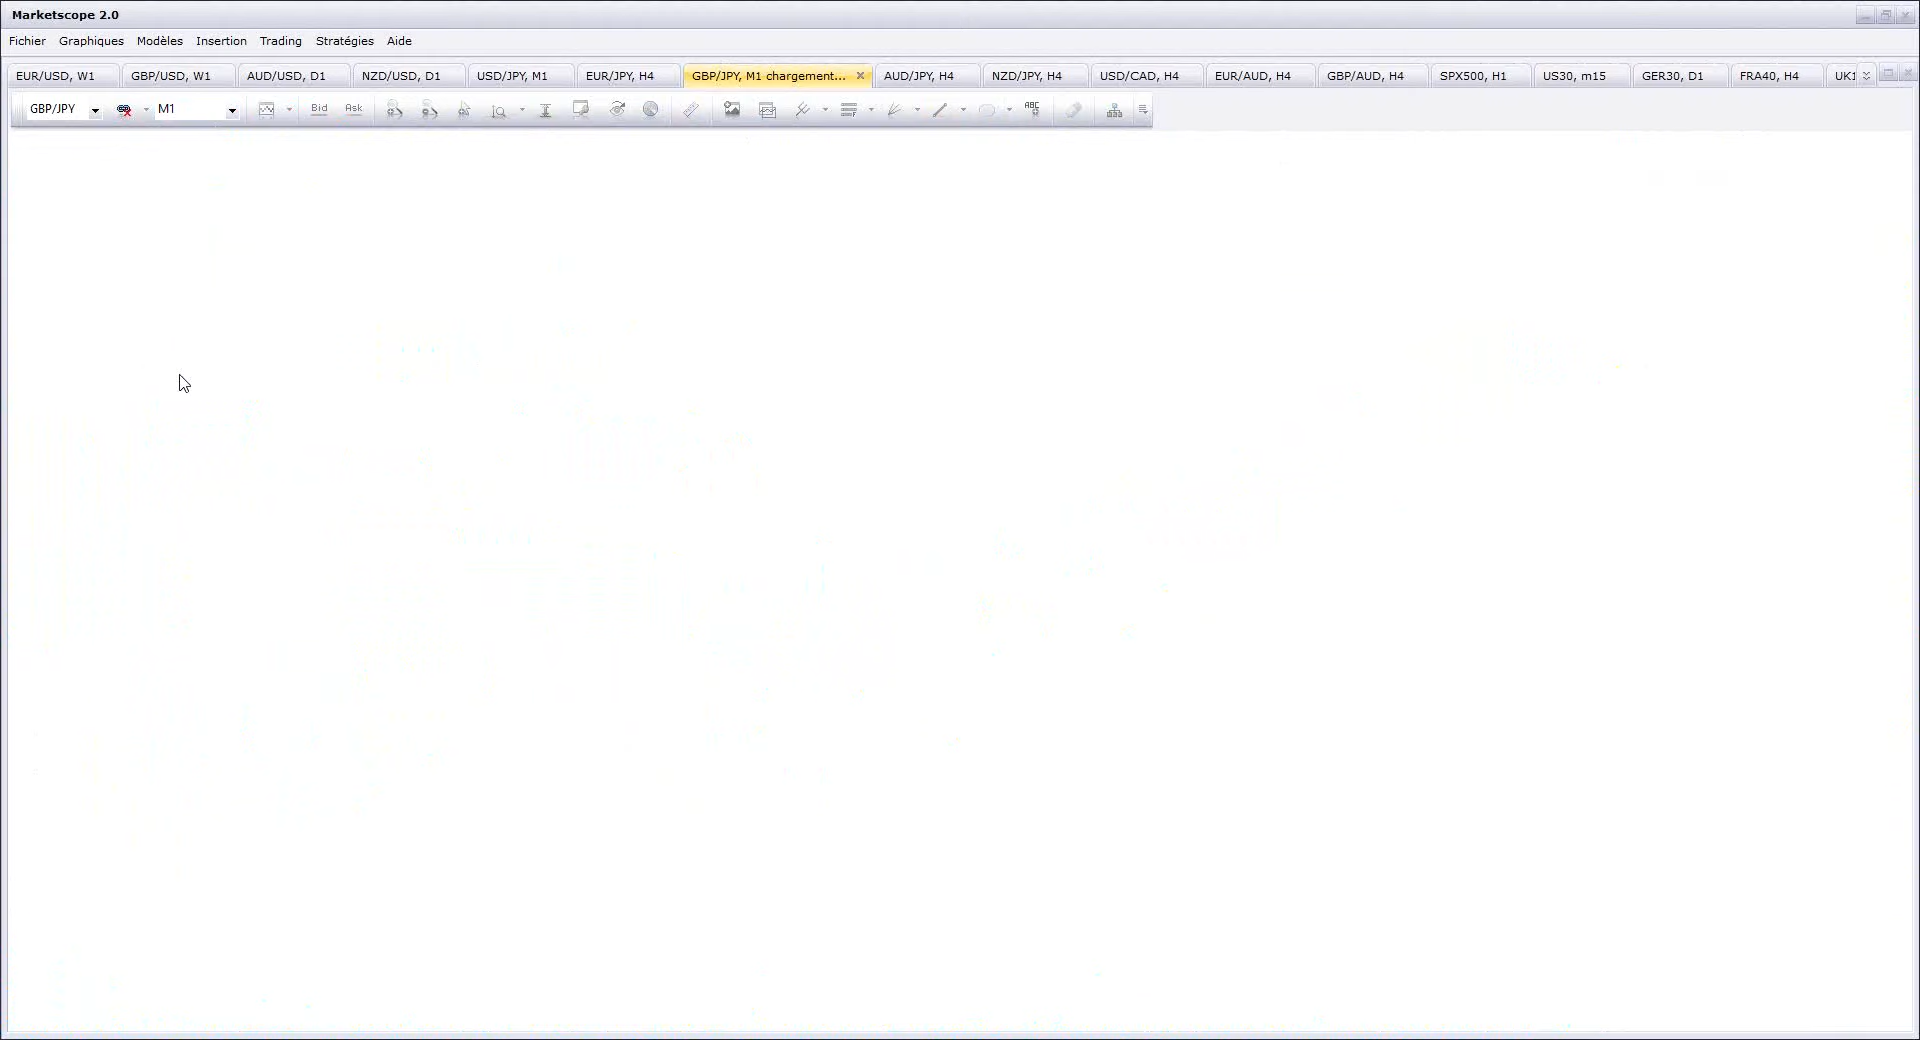 Marketscope 2.0
Fichier Graphiques Modèles Insertion Trading Stratégies Aide
EUR/USD, W1 GBP/USD, W1 AUD/USD, D1 NZD/USD, D1 USD/JPY, M1 EUR/JPY, H4 GBP/JPY, M1 chargement... AUD/JPY, H4 NZD/JPY, H4 USD/CAD, H4 EUR/AUD, H4 GBP/AUD, H4 SPX500, H1 US30, m15 GER30, D1 FRA40, H4 UK1
GBP/JPY M1 Bid Ask ABC